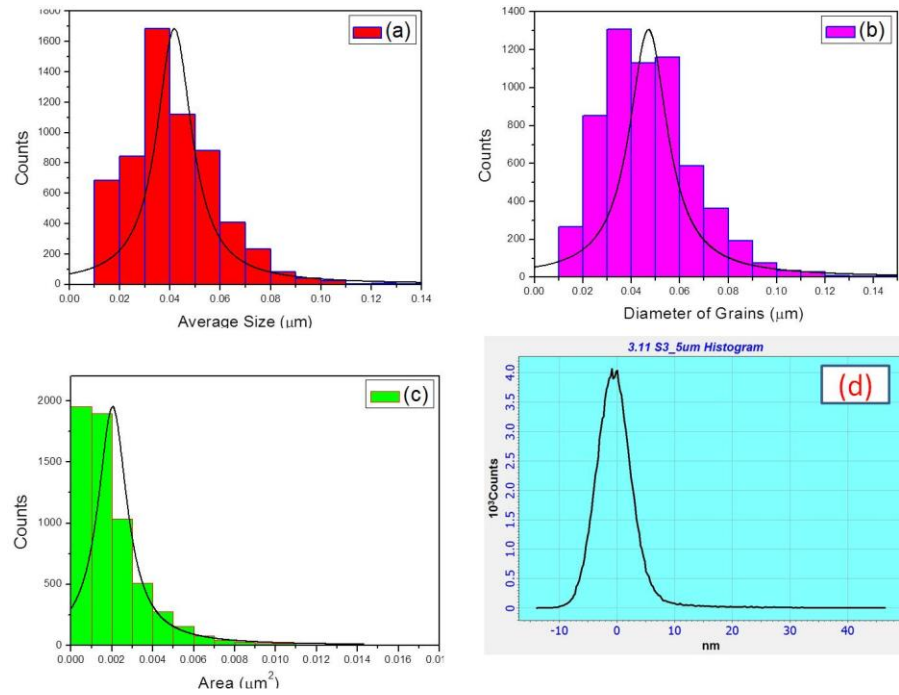 (a)
1800
1600
1400
1200
1000
800
600
400
200
0
Counts
0.00 0.02 0.04 0.06 0.08 0.10 0.12 0.14
Average Size (μm)
(b)
1400
1200
1000
800
600
400
200
0
Counts
0.00 0.02 0.04 0.06 0.08 0.10 0.12 0.14
Diameter of Grains (μm)
(c)
2000
1500
1000
500
0
Counts
0.000 0.002 0.004 0.006 0.008 0.010 0.012 0.014 0.016 0.01
Area (μm²)
3.11 S3_5um Histogram
(d)
4.0
3.5
3.0
2.5
2.0
1.5
1.0
0.5
0
10³Counts
-10 0 10 20 30 40
nm